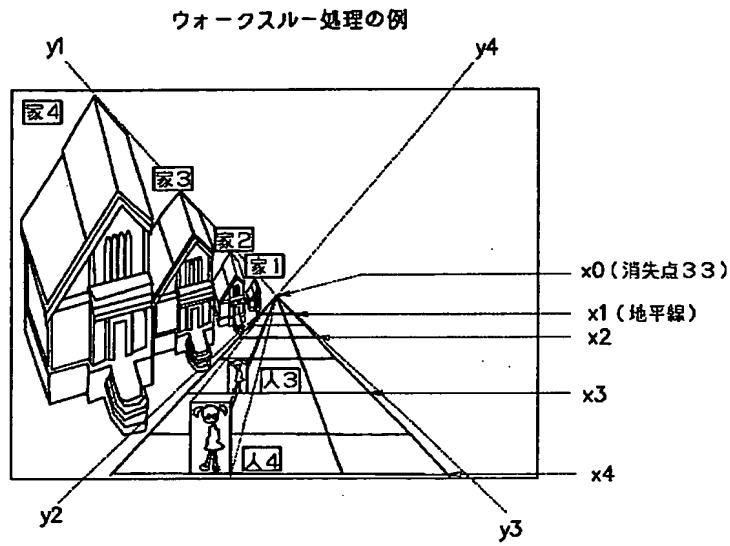 ウォークスルー処理の例
y1
y4
家4
家3
家2
家1
x0(消失点33)
x1(地平線)
x2
人3
x3
人4
x4
y2
y3